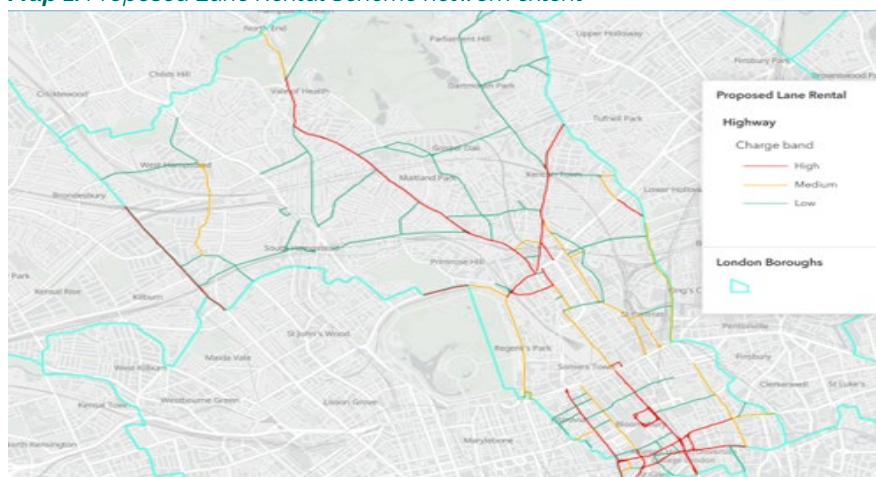 Map 1: Proposed Lane Rental Scheme network extent
North End
Parliament Hill
Upper Holloway
Finsbury Park
Childs Hill
Cricklewood
Vale of Health
Dartmouth Park
Tufnell Park
Gospel Oak
West Hampstead
Maitland Park
Kentish Town
Brondesbury
South Hampstead
Primrose Hill
Kensal Rise
Kilburn
St John's Wood
St Pancras
Regent's Park
Maida Vale
Somers Town
West Kilburn
Westbourne Green
Lisson Grove
Kensal Town
Marylebone
Bloomsbury
North Kensington
Pentonville
Finsbury
Clerkenwell
St Luke's
Proposed Lane Rental
Highway
Charge band
High
Medium
Low
London Boroughs